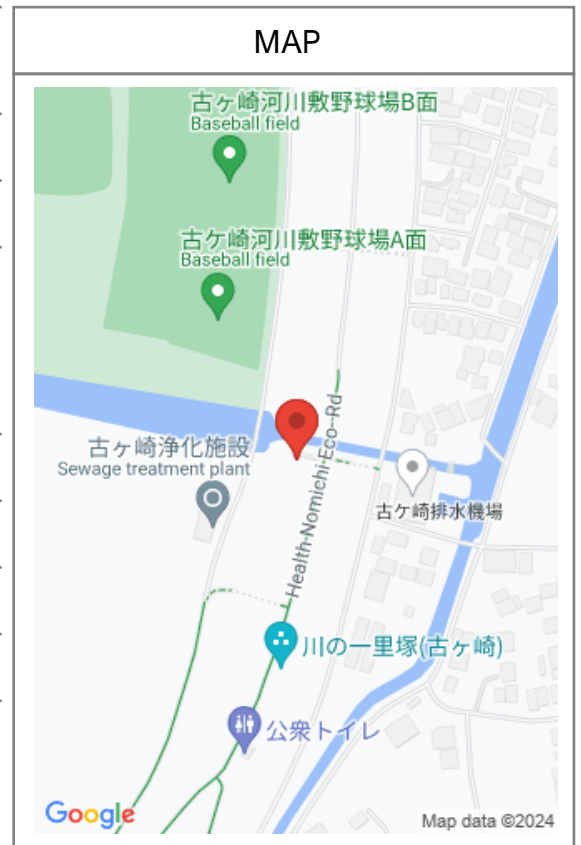 MAP
古ヶ崎河川敷野球場B面
Baseball field
古ケ崎河川敷野球場A面
Baseball field
Health-Nomichi-Eco--Rd
古ヶ崎浄化施設
Sewage treatment plant
古ケ崎排水機場
川の一里塚(古ヶ崎)
公衆トイレ
Google
Map data ©2024